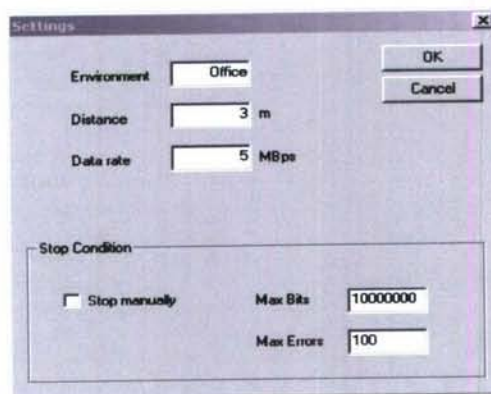 Settings
Environment Office
OK
Cancel
Distance 3 m
Data rate 5 MBps
Stop Condition
Stop manually
Max Bits 10000000
Max Errors 100